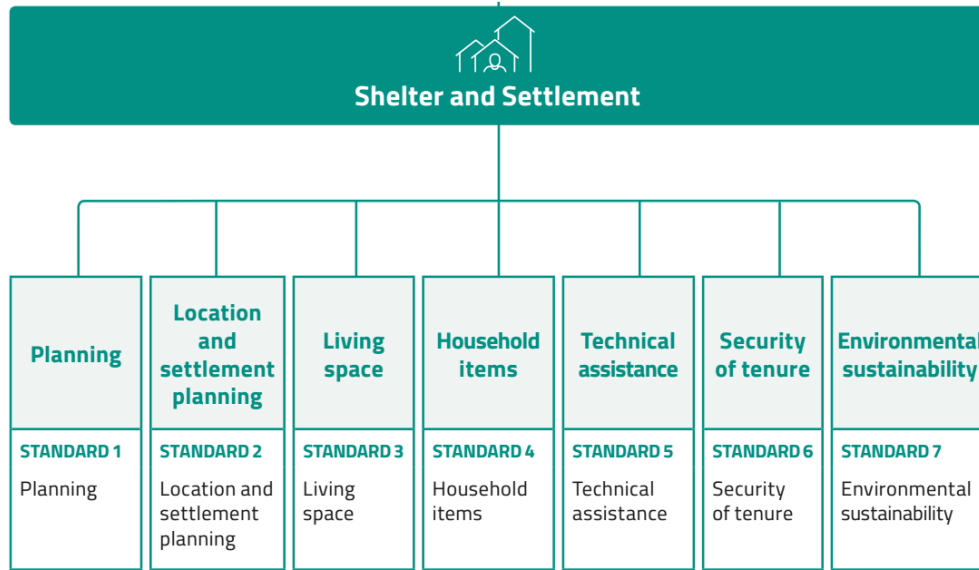 Shelter and Settlement
Planning
Location
and
settlement
planning
Living
space
Household
items
Technical
assistance
Security
of tenure
Environmental
sustainability
STANDARD 1
Planning
STANDARD 2
Location and
settlement
planning
STANDARD 3
Living
space
STANDARD 4
Household
items
STANDARD 5
Technical
assistance
STANDARD 6
Security
of tenure
STANDARD 7
Environmental
sustainability